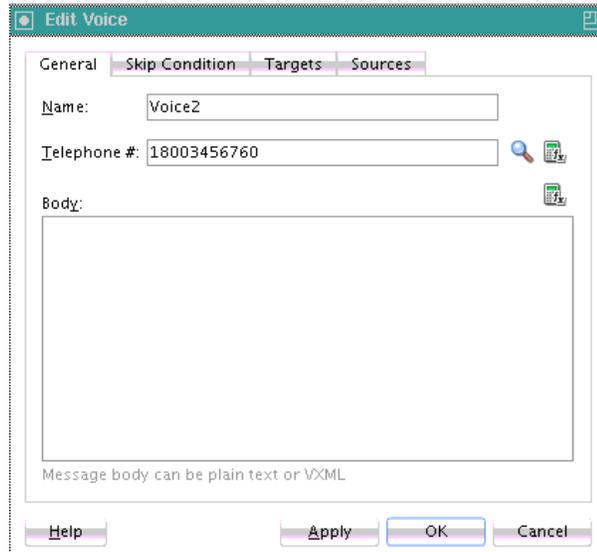 Edit Voice
General Skip Condition Targets Sources
Name: Voice2
Telephone #: 18003456760
Body:
Message body can be plain text or VXML
Help Apply OK Cancel